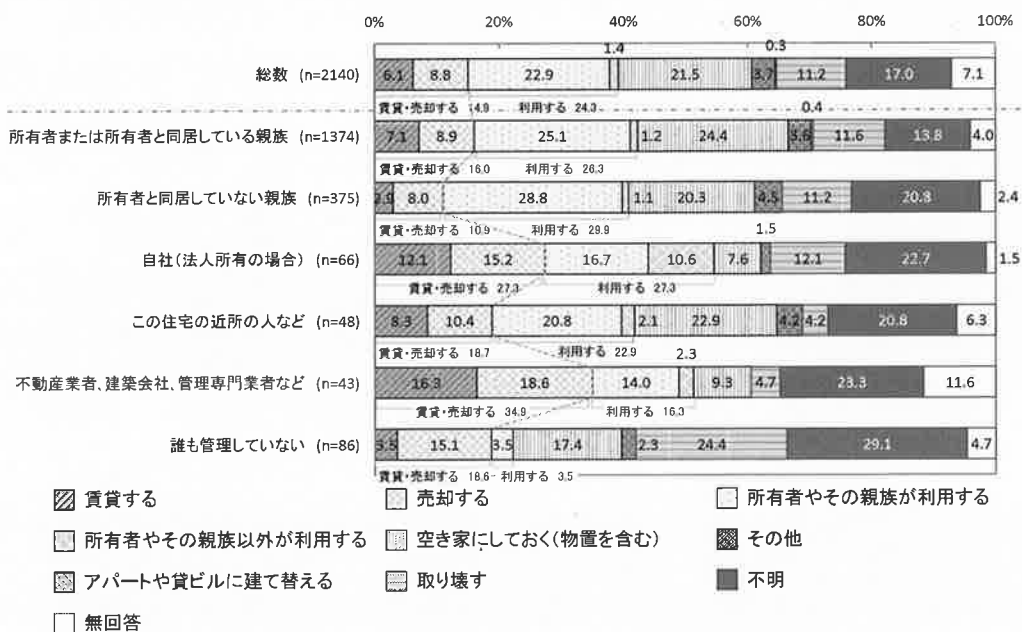 0% 20% 40% 60% 80% 100%
1.4 0.3
総数 (n=2140) 6.1 8.8 22.9 21.5 3.7 11.2 17.0 7.1
賃貸・売却する 14.9 利用する 24.3 0.4
所有者または所有者と同居している親族 (n=1374) 7.1 8.9 25.1 1.2 24.4 3.6 11.6 13.8 4.0
賃貸・売却する 16.0 利用する 26.3
所有者と同居していない親族 (n=375) 2.9 8.0 28.8 1.1 20.3 4.5 11.2 20.8 2.4
賃貸・売却する 10.9 利用する 29.9 1.5
自社(法人所有の場合) (n=66) 12.1 15.2 16.7 10.6 7.6 12.1 22.7 1.5
賃貸・売却する 27.3 利用する 27.3
この住宅の近所の人など (n=48) 8.3 10.4 20.8 2.1 22.9 4.2 4.2 20.8 6.3
賃貸・売却する 18.7 利用する 22.9 2.3
不動産業者、建築会社、管理専門業者など (n=43) 16.3 18.6 14.0 9.3 4.7 23.3 11.6
賃貸・売却する 34.9 利用する 16.3
誰も管理していない (n=86) 3.5 15.1 3.5 17.4 2.3 24.4 29.1 4.7
賃貸・売却する 18.6 利用する 3.5
賃貸する 売却する 所有者やその親族が利用する
所有者やその親族以外が利用する 空き家にしておく(物置を含む) その他
アパートや貸ビルに建て替える 取り壊す 不明
無回答